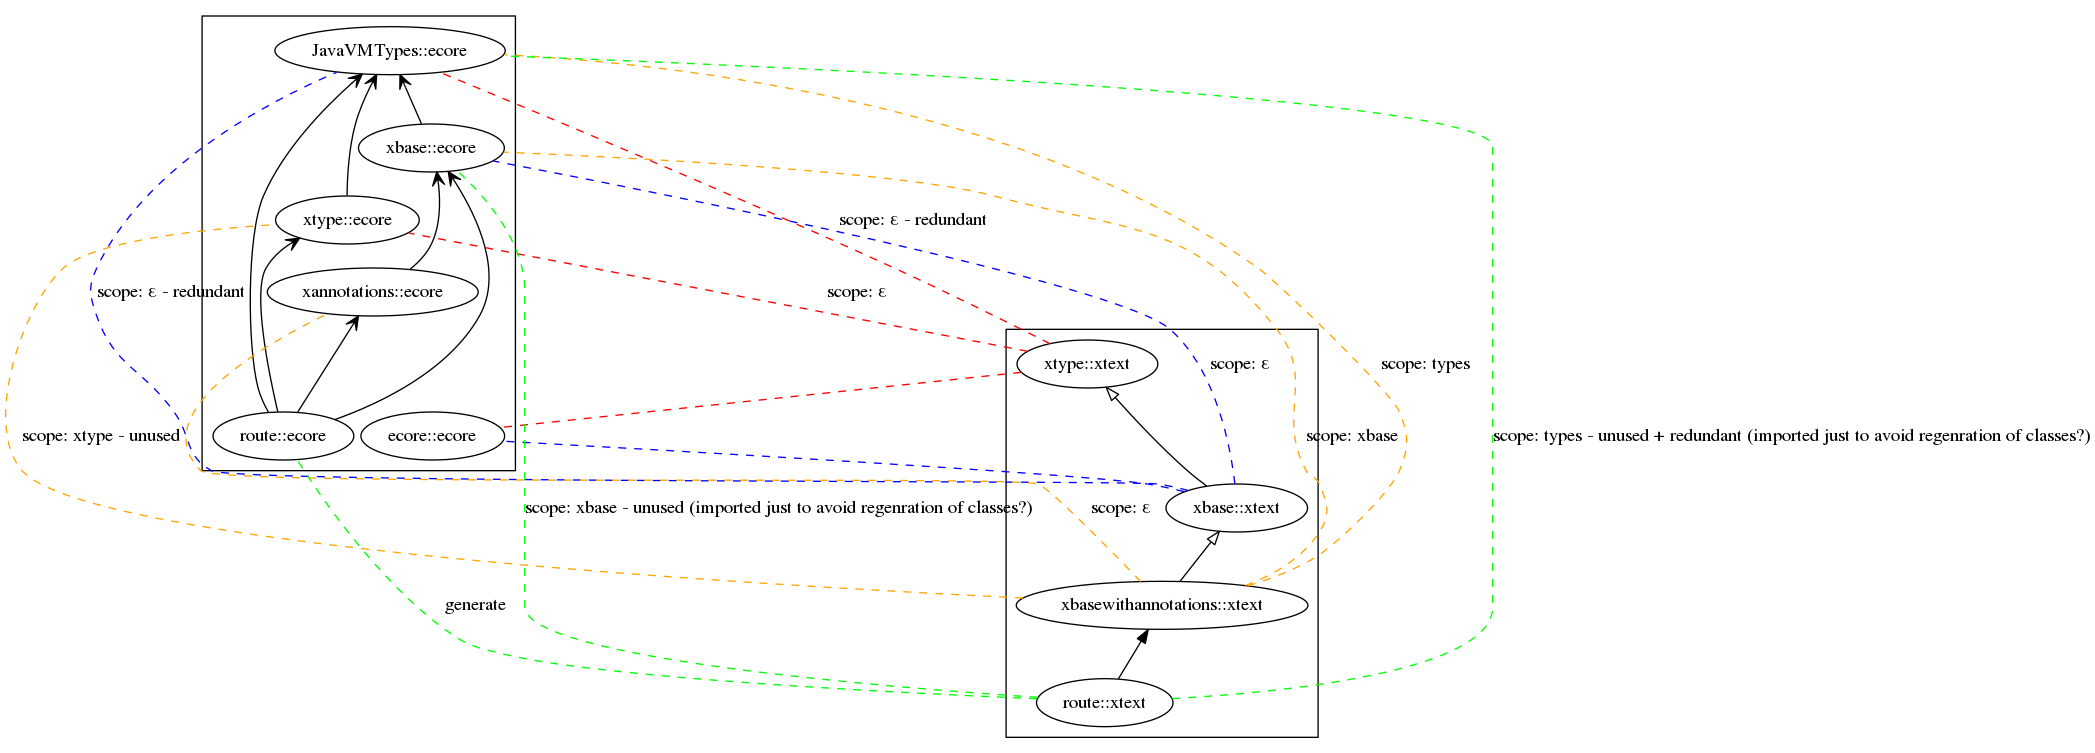 JavaVMTypes::ecore
xbase::ecore
xtype::ecore
scope: ε - redundant
scope: ε - redundant
xannotations::ecore
scope: ε
xtype::xtext
scope: ε
scope: types
scope: xtype - unused
route::ecore
ecore::ecore
scope: xbase
scope: types - unused + redundant (imported just to avoid regenration of classes?)
scope: xbase - unused (imported just to avoid regenration of classes?)
scope: ε
xbase::xtext
generate
xbasewithannotations::xtext
route::xtext